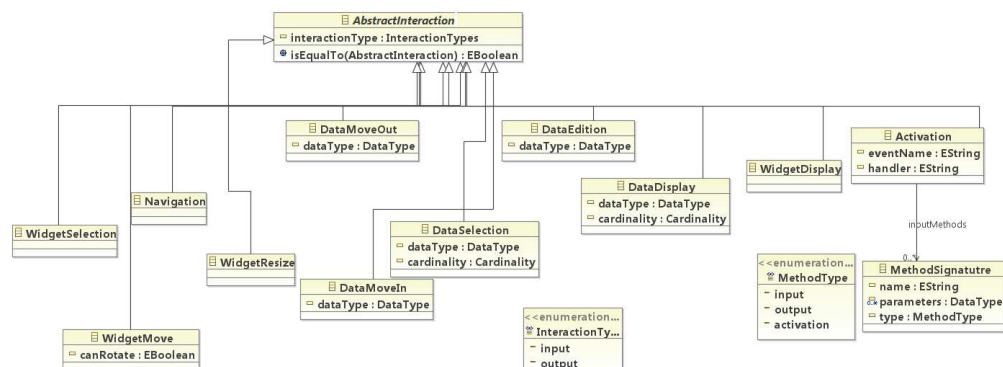 AbstractInteraction
interactionType : InteractionTypes
isEqualTo(AbstractInteraction) : EBoolean
DataMoveOut
dataType : DataType
DataEdition
dataType : DataType
Activation
eventName : EString
handler : EString
WidgetDisplay
DataDisplay
dataType : DataType
cardinality : Cardinality
Navigation
WidgetSelection
DataSelection
dataType : DataType
cardinality : Cardinality
inputMethods
WidgetResize
DataMoveIn
dataType : DataType
<<enumeration...
MethodType
input
output
activation
0..*
MethodSignatutre
name : EString
parameters : DataType
type : MethodType
<<enumeration...
InteractionTy...
input
output
WidgetMove
canRotate : EBoolean